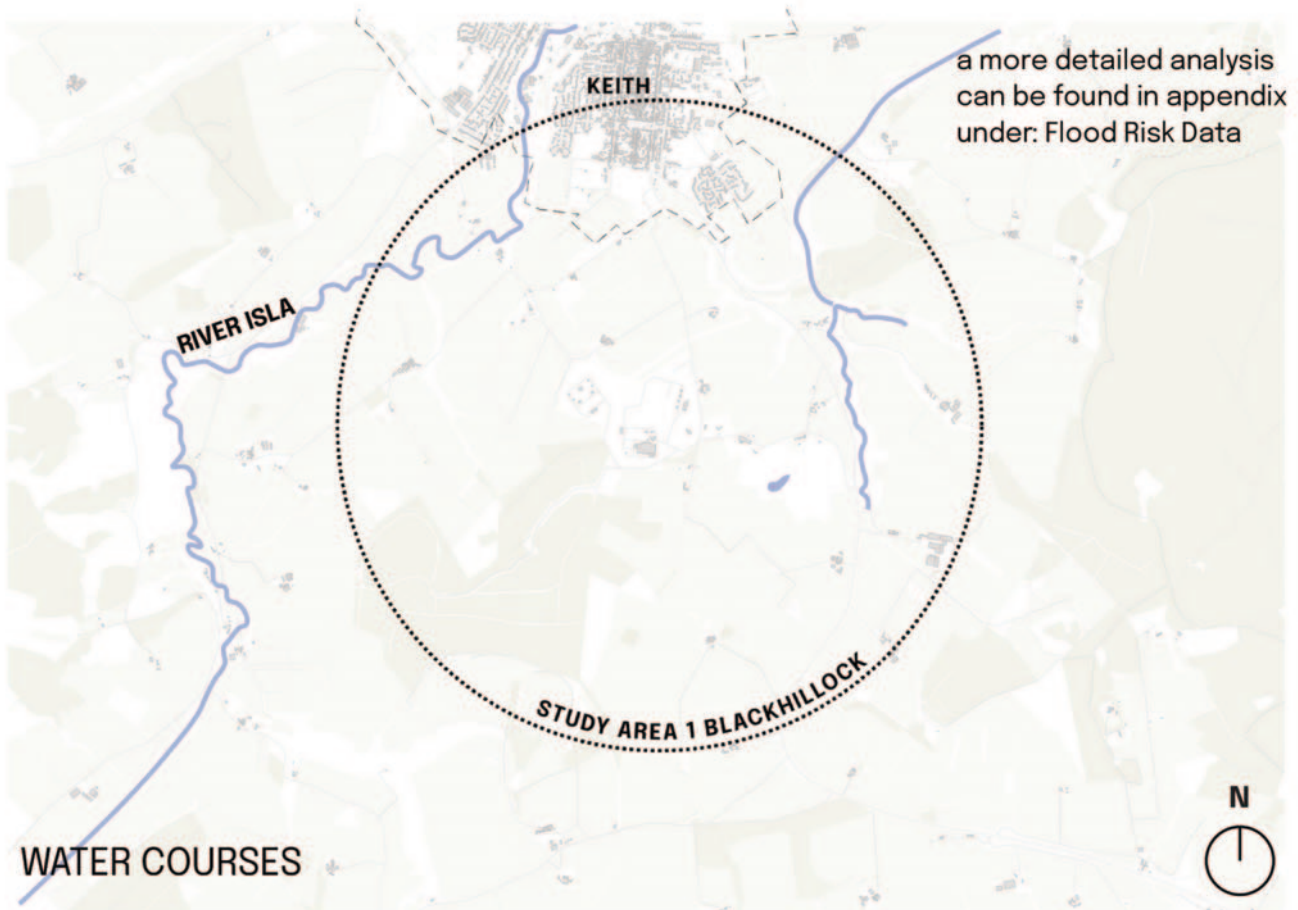 a more detailed analysis
can be found in appendix
under: Flood Risk Data
KEITH
RIVER ISLA
STUDY AREA 1 BLACKHILLOCK
N
WATER COURSES